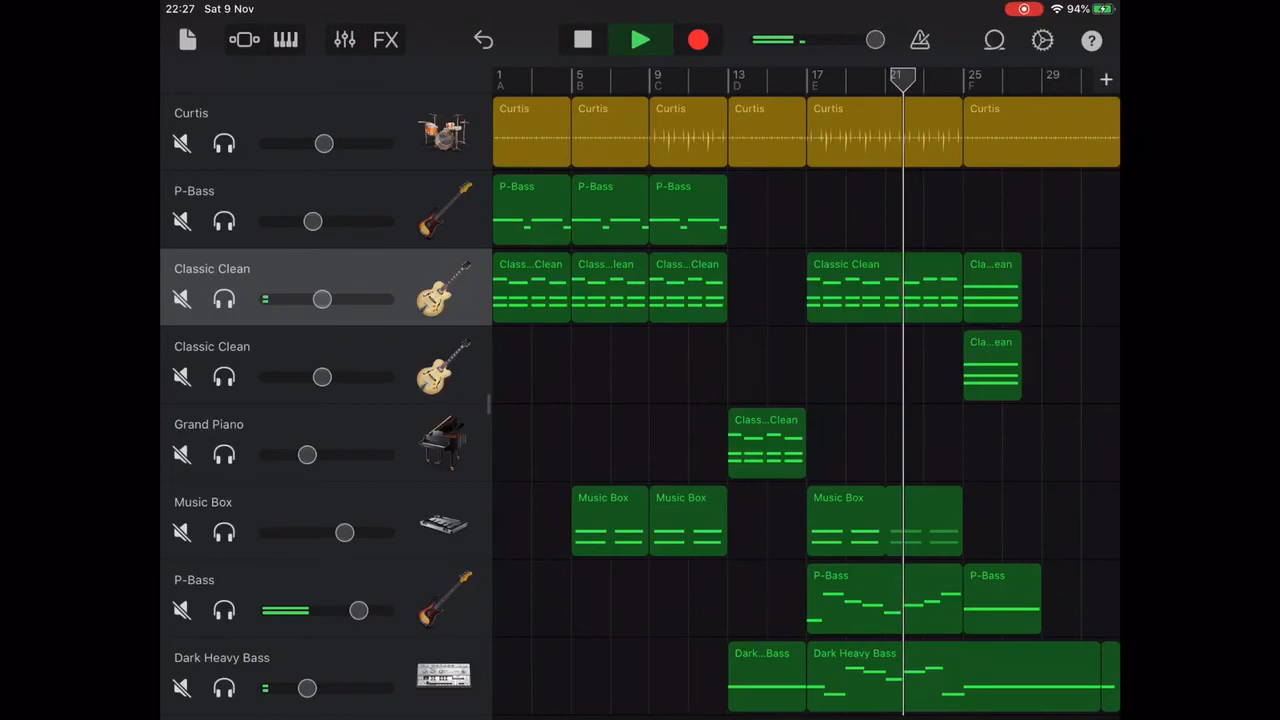 22:27 Sat 9 Nov 94%
FX ?
1 5 9 13 17 21 25 29 +
A B C D E F
Curtis Curtis Curtis Curtis Curtis Curtis Curtis
P-Bass P-Bass P-Bass P-Bass
Classic Clean Class...Clean Class...lean Class...Clean Classic Clean Cla...ean
Classic Clean Cla...ean
Grand Piano Class...Clean
Music Box Music Box Music Box Music Box
P-Bass P-Bass P-Bass
Dark Heavy Bass Dark...Bass Dark Heavy Bass